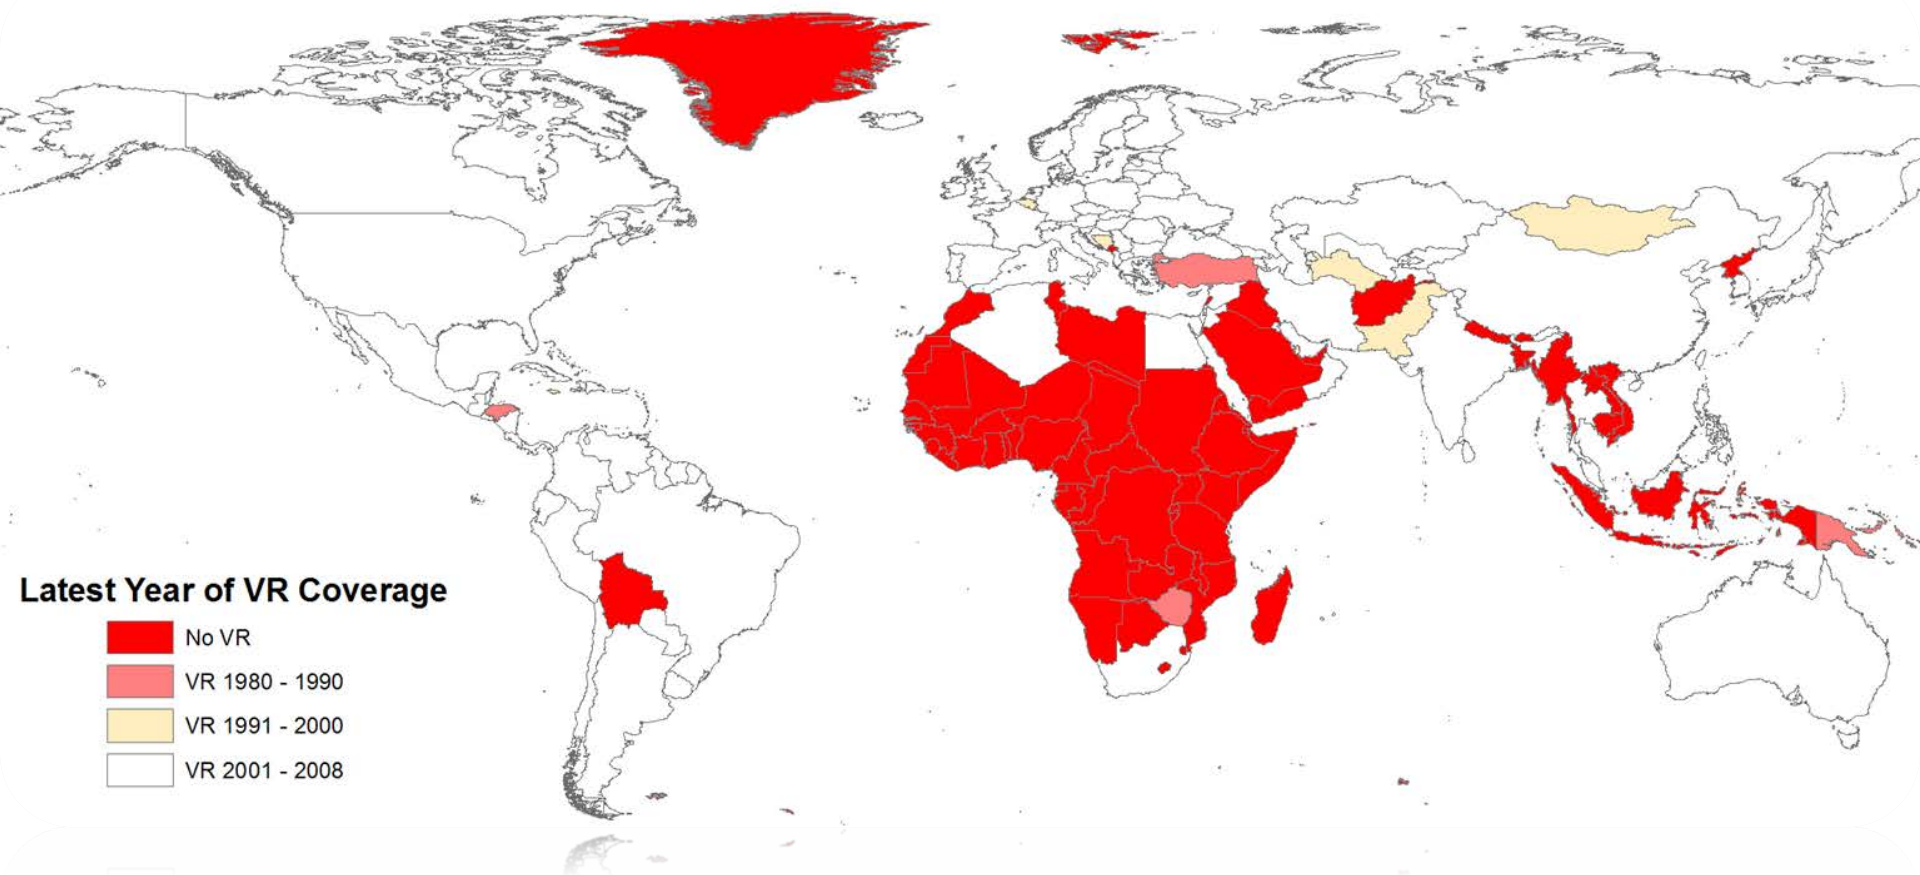 Latest Year of VR Coverage
No VR
VR 1980 - 1990
VR 1991 - 2000
VR 2001 - 2008